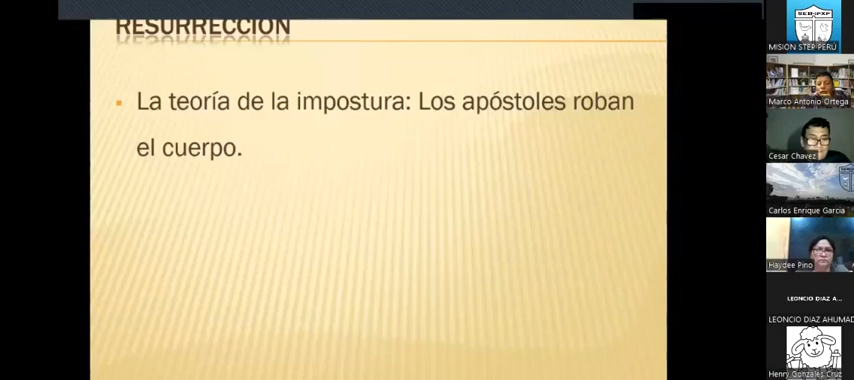 RESURRECCIÓN
La teoría de la impostura: Los apóstoles roban
el cuerpo.
MISION STEP PERÚ
Marco Antonio Ortega
Cesar Chavez
Carlos Enrique Garcia
Haydee Pino
LEONCIO DIAZ A...
LEONCIO DIAZ AHUMAD
Henry Gonzales Cruz